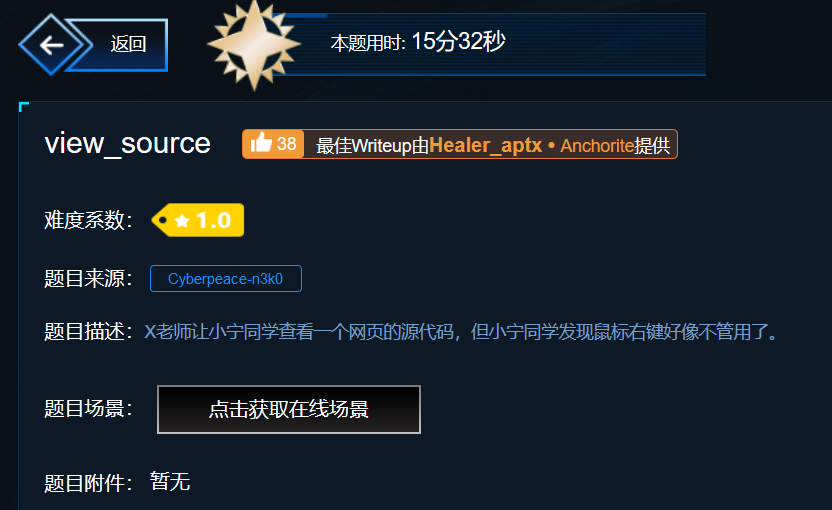 返回
本题用时: 15分32秒
view_source
38
最佳Writeup由Healer_aptx • Anchorite提供
难度系数： 1.0
题目来源： Cyberpeace-n3k0
题目描述：X老师让小宁同学查看一个网页的源代码，但小宁同学发现鼠标右键好像不管用了。
题目场景： 点击获取在线场景
题目附件： 暂无